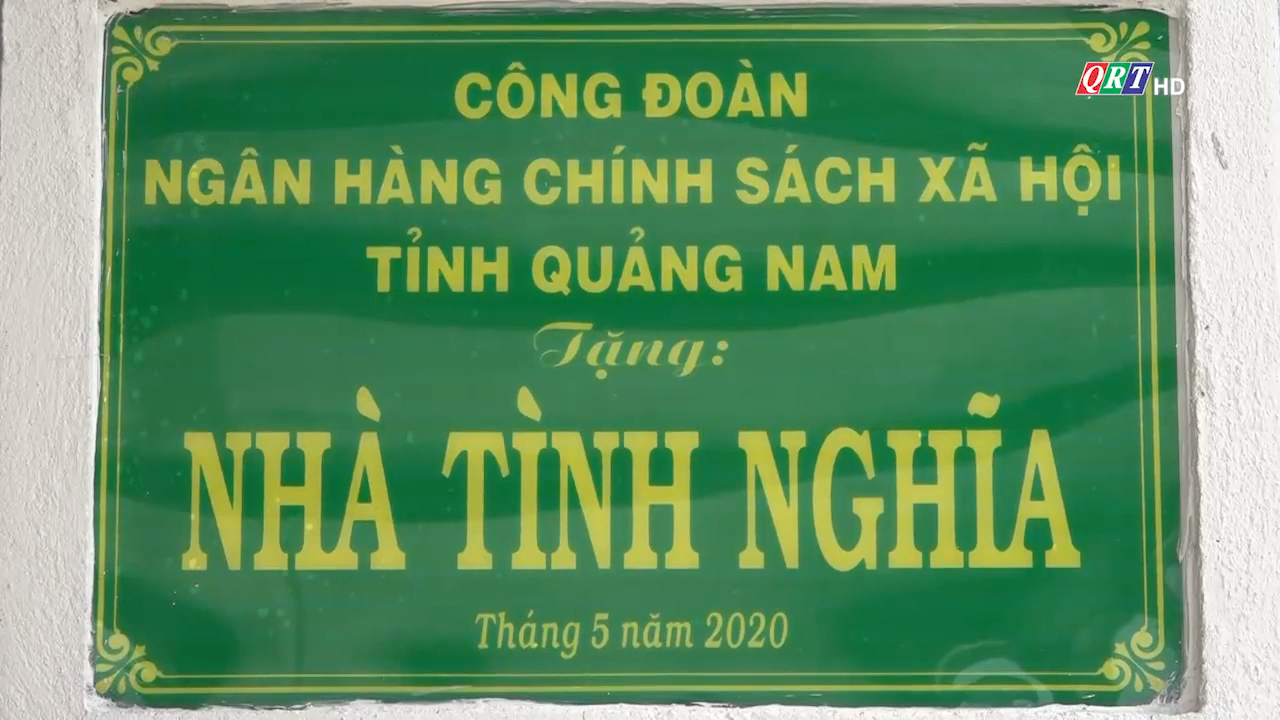 QRT HD
CÔNG ĐOÀN
NGÂN HÀNG CHÍNH SÁCH XÃ HỘI
TỈNH QUẢNG NAM
Tặng:
NHÀ TÌNH NGHĨA
Tháng 5 năm 2020